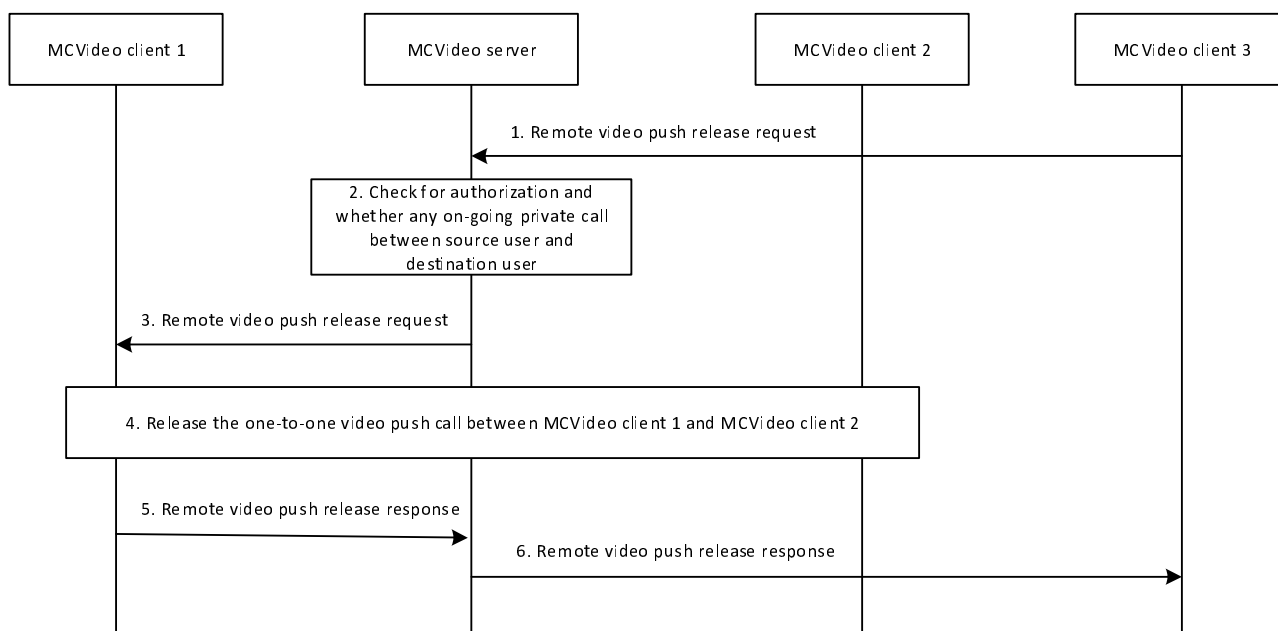 MCVideo client 1
MCVideo server
MCVideo client 2
MCVideo client 3
1. Remote video push release request
2. Check for authorization and
whether any on-going private call
between source user and
destination user
3. Remote video push release request
4. Release the one-to-one video push call between MCVideo client 1 and MCVideo client 2
5. Remote video push release response
6. Remote video push release response